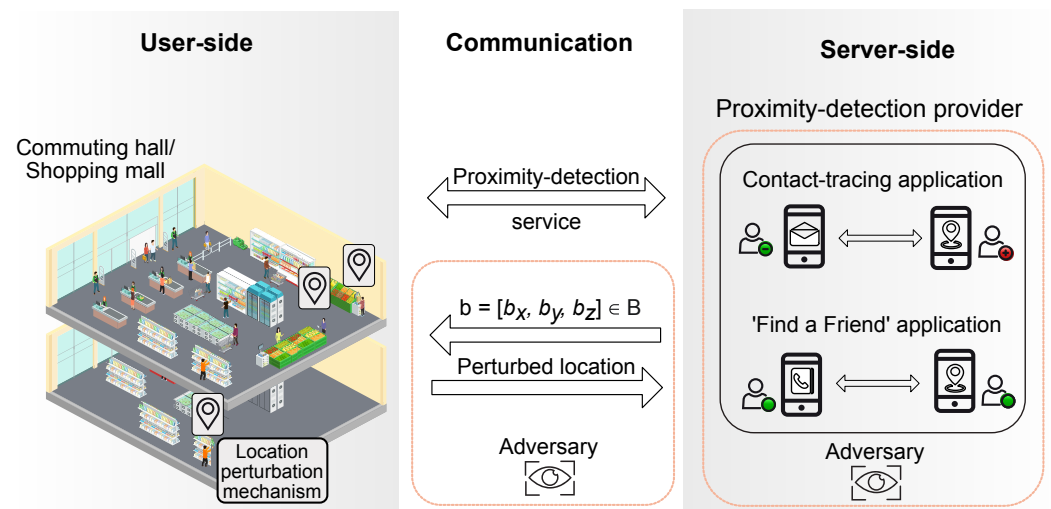 User-side
Communication
Server-side
Proximity-detection provider
Commuting hall/
Shopping mall
Proximity-detection
service
Contact-tracing application
b = [bx, by, bz] ∈ B
Perturbed location
'Find a Friend' application
Location
perturbation
mechanism
Adversary
Adversary